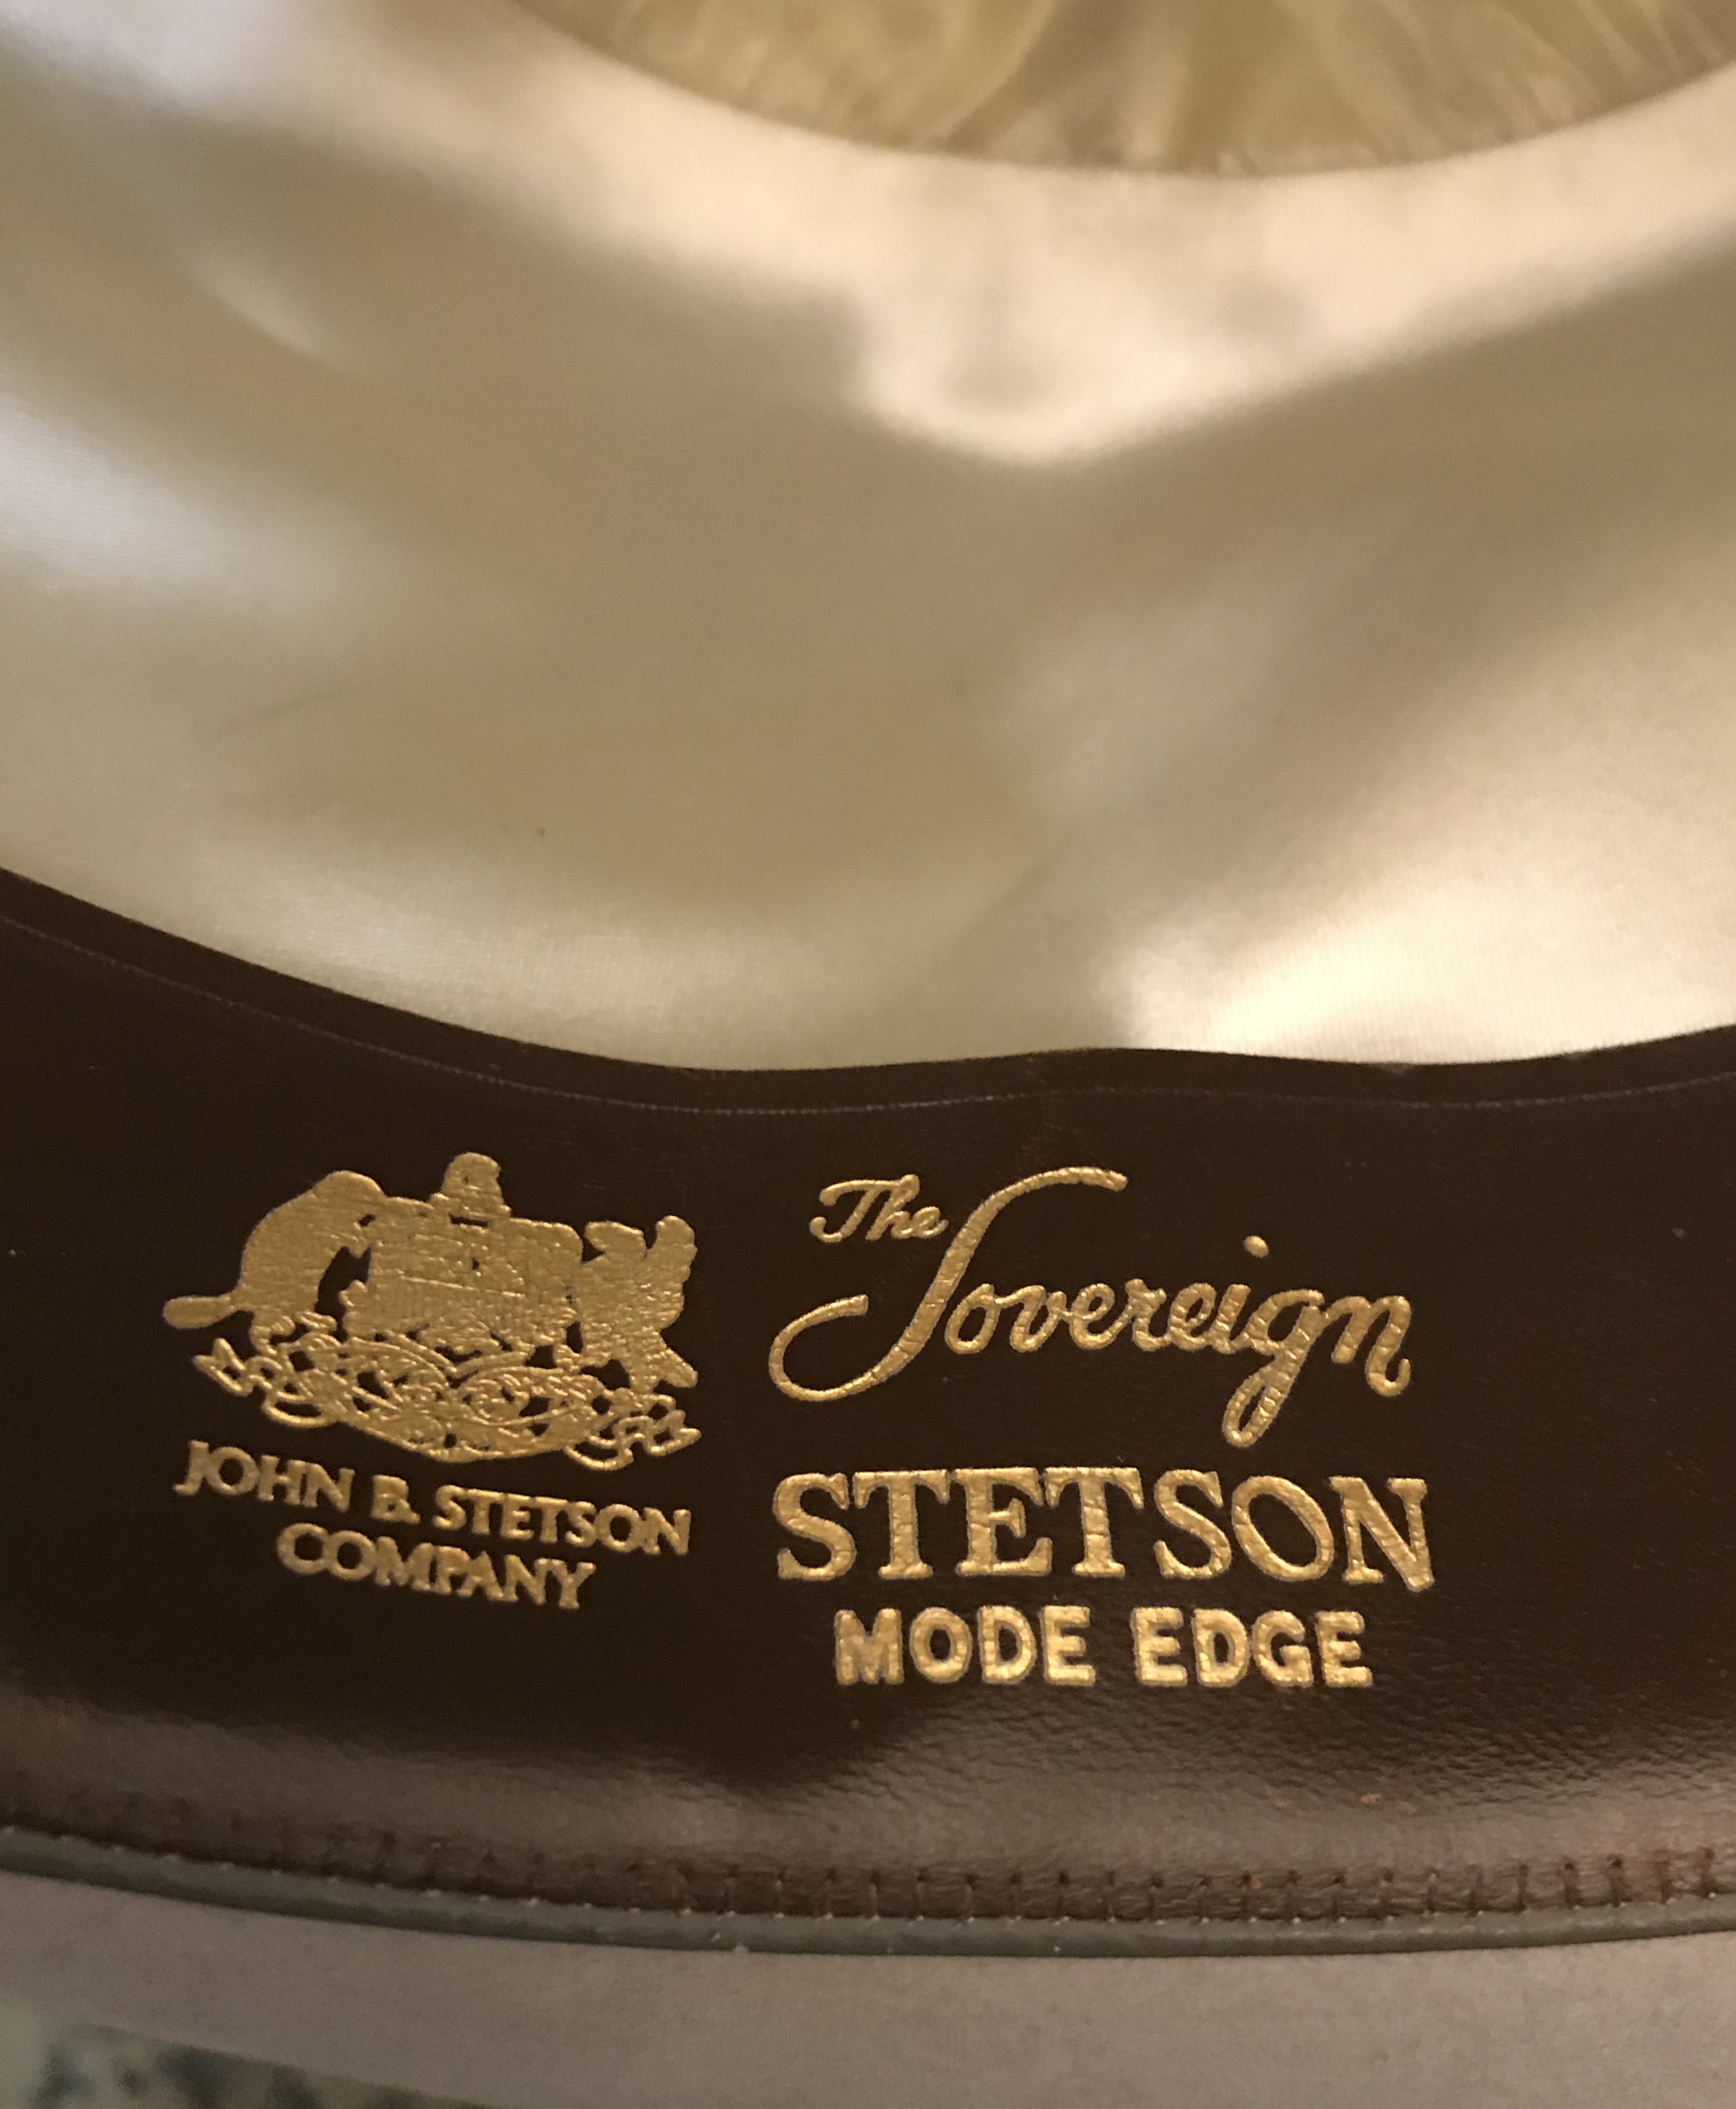 The Sovereign
STETSON
MODE EDGE
JOHN B. STETSON
COMPANY